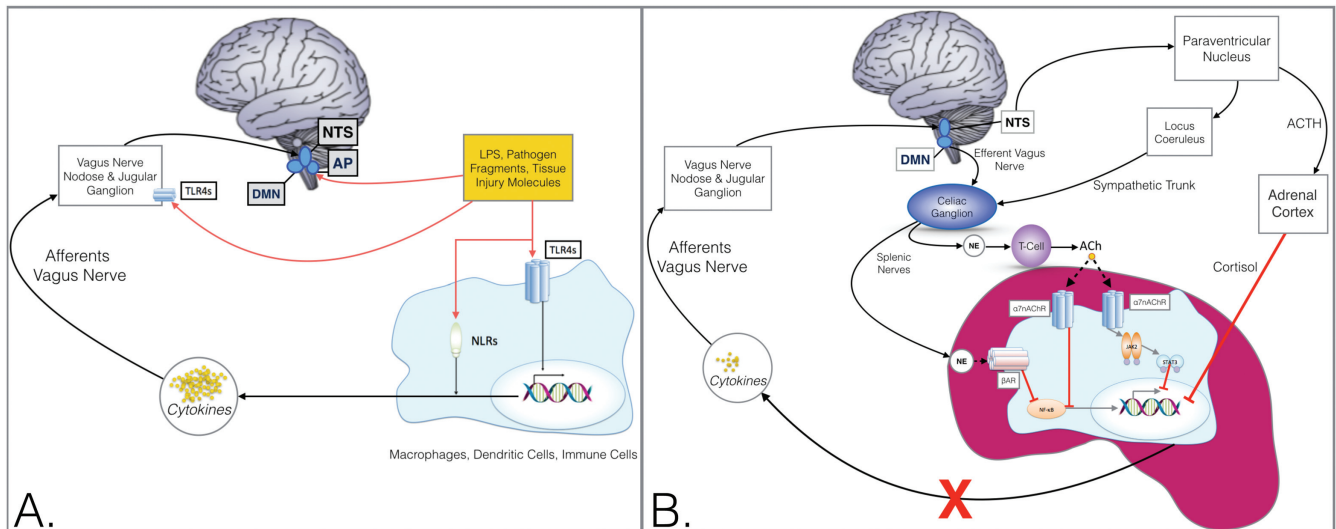 NTS
AP
DMN
Vagus Nerve
Nodose & Jugular
Ganglion
TLR4s
LPS, Pathogen
Fragments, Tissue
Injury Molecules
Afferents
Vagus Nerve
TLR4s
NLRs
Cytokines
Macrophages, Dendritic Cells, Immune Cells
A.
Paraventricular
Nucleus
NTS
DMN
Efferent Vagus
Nerve
Locus
Coeruleus
ACTH
Vagus Nerve
Nodose & Jugular
Ganglion
Sympathetic Trunk
Adrenal
Cortex
Celiac
Ganglion
Afferents
Vagus Nerve
Splenic
Nerves
NE
T-Cell
ACh
Cortisol
α7nAChR
α7nAChR
JAK2
STAT3
NE
βAR
NF-κB
Cytokines
X
B.